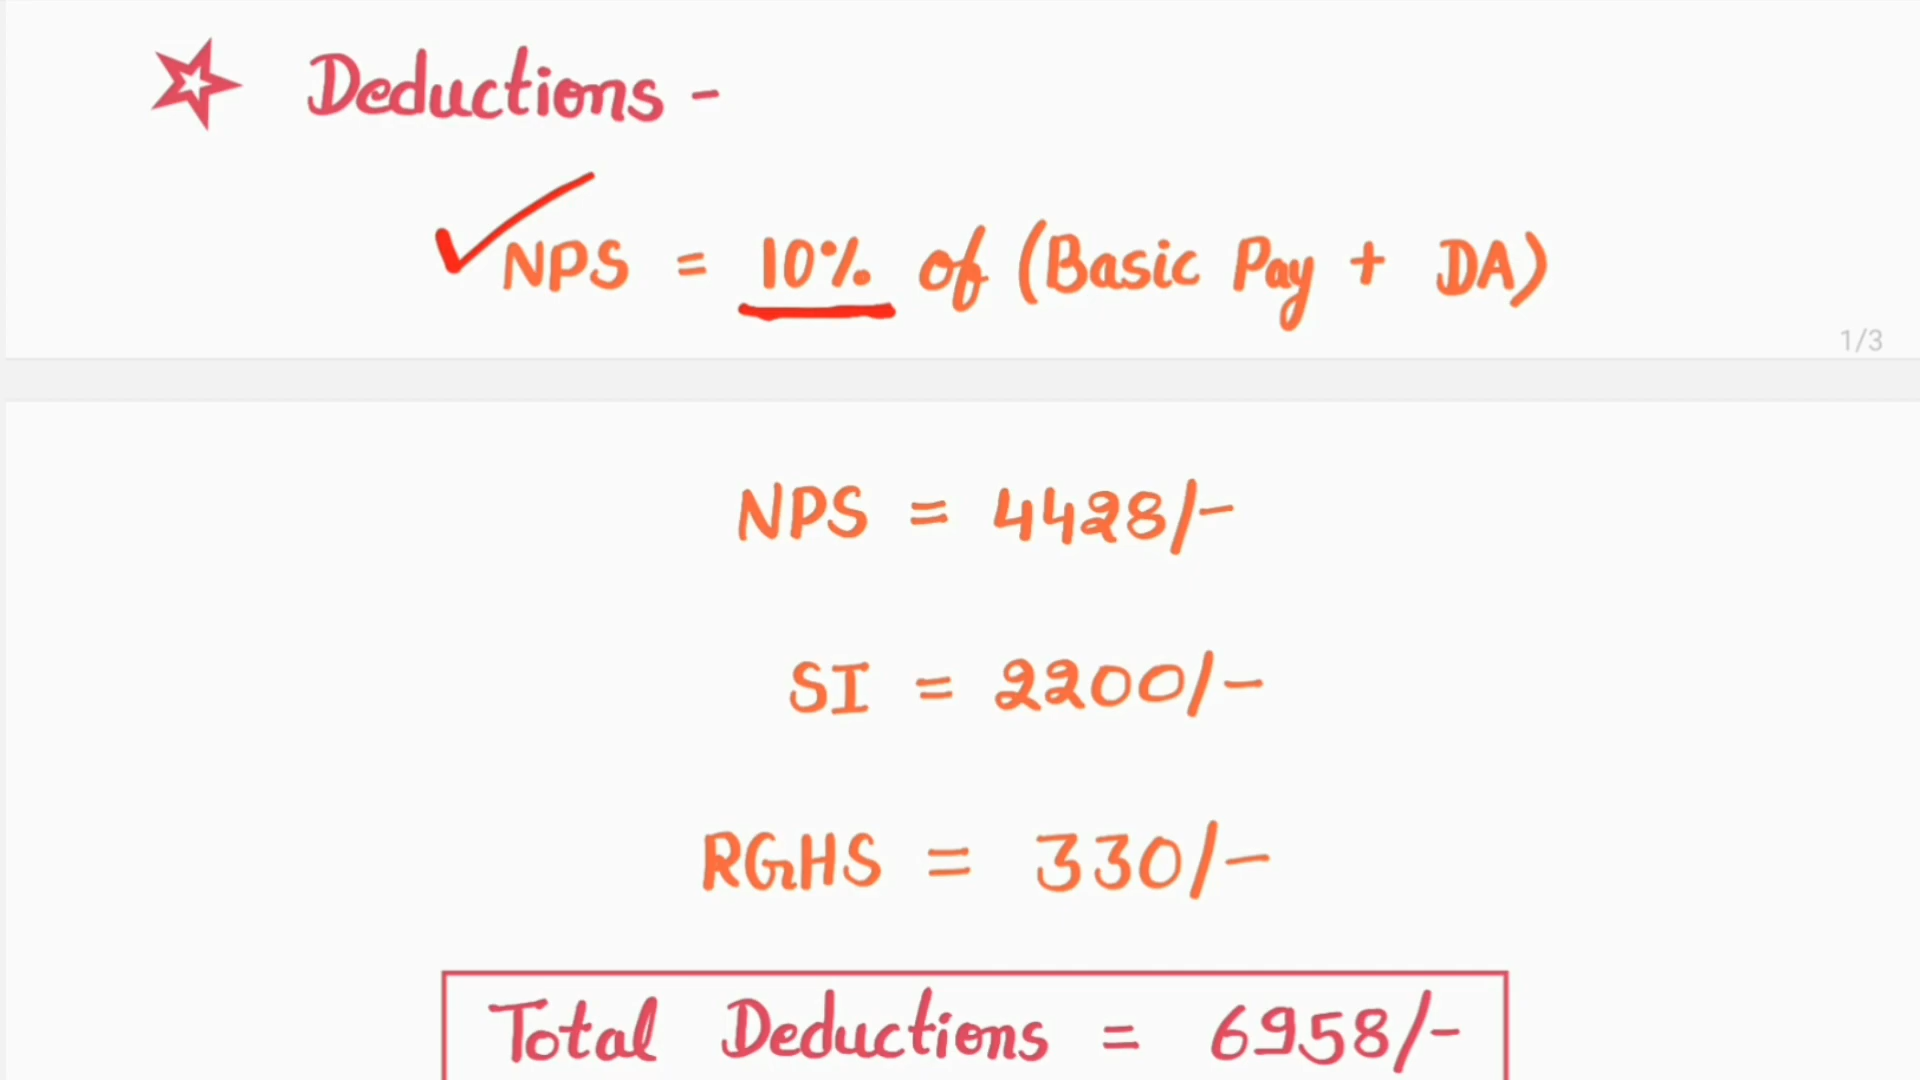 Deductions -
NPS = 10% of (Basic Pay + DA)
1/3
NPS = 4428/-
SI = 2200/-
RGHS = 330/-
Total Deductions = 6958/-